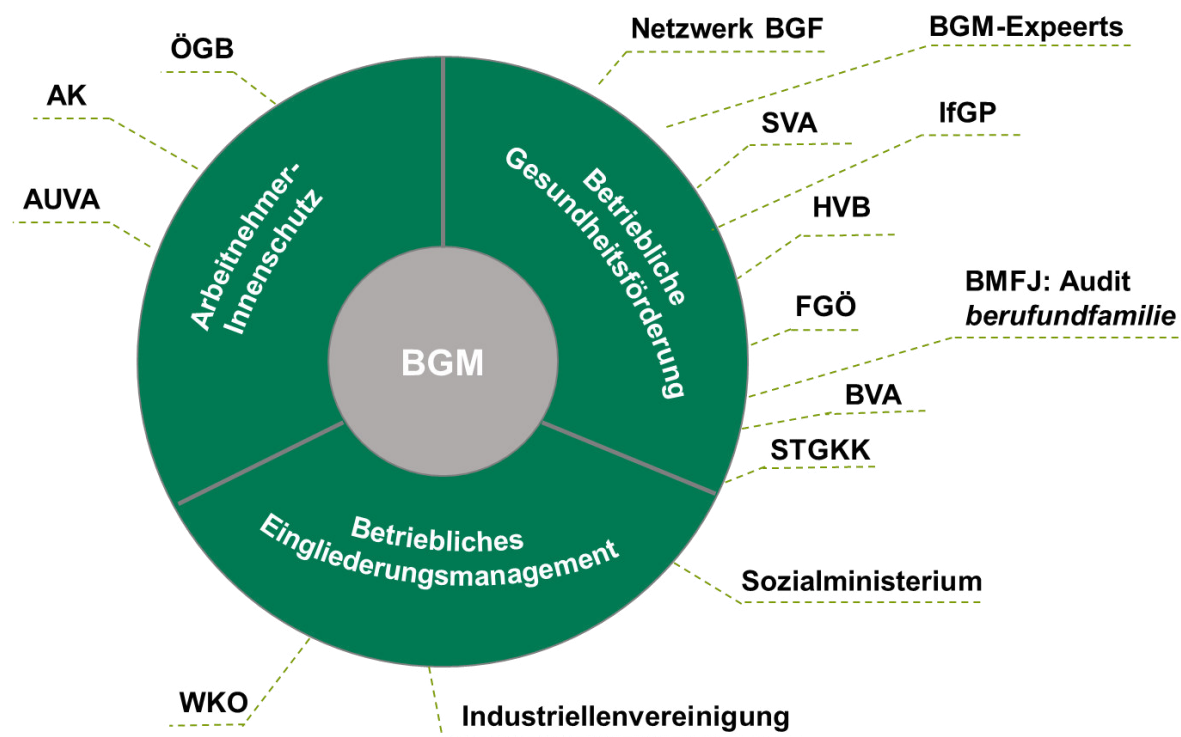 ÖGB
AK
AUVA
Netzwerk BGF
BGM-Expeerts
SVA
IfGP
HVB
FGÖ
BMFJ: Audit
berufundfamilie
BVA
STGKK
Sozialministerium
Industriellenvereinigung
WKO
Arbeitnehmer-
Innenschutz
Betriebliche
Gesundheitsförderung
BGM
Betriebliches
Eingliederungsmanagement